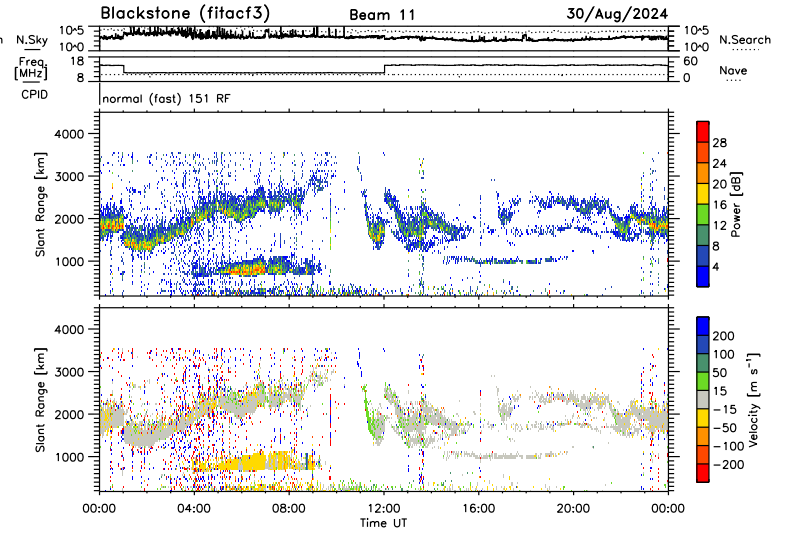 Blackstone (fitacf3) Beam 11 30/Aug/2024
N.Sky 10^5 10^5 N.Search
10^0 10^0
Freq. 18 60
[MHz] 8 0 Nave
CPID normal (fast) 151 RF
4000
3000
2000
1000
Slant Range [km]
28
24
20
16
12
8
4
Power [dB]
4000
3000
2000
1000
Slant Range [km]
200
100
50
15
-15
-50
-100
-200
Velocity [m s⁻¹]
00:00 04:00 08:00 12:00 16:00 20:00 00:00
Time UT